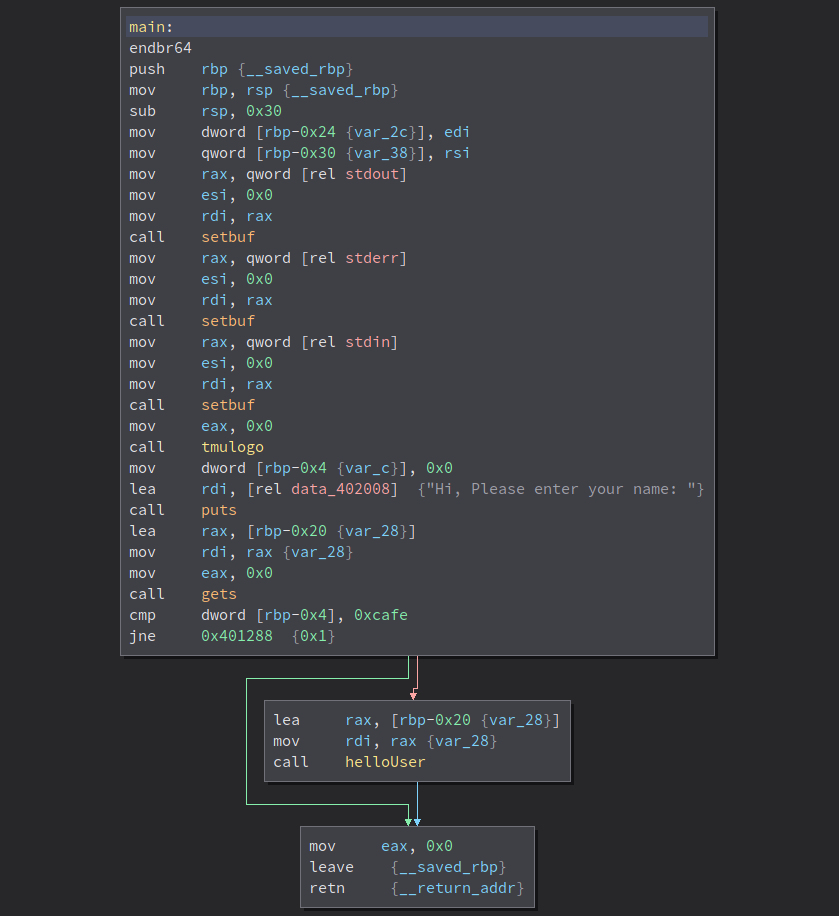 main:
endbr64
push rbp {__saved_rbp}
mov rbp, rsp {__saved_rbp}
sub rsp, 0x30
mov dword [rbp-0x24 {var_2c}], edi
mov qword [rbp-0x30 {var_38}], rsi
mov rax, qword [rel stdout]
mov esi, 0x0
mov rdi, rax
call setbuf
mov rax, qword [rel stderr]
mov esi, 0x0
mov rdi, rax
call setbuf
mov rax, qword [rel stdin]
mov esi, 0x0
mov rdi, rax
call setbuf
mov eax, 0x0
call tmulogo
mov dword [rbp-0x4 {var_c}], 0x0
lea rdi, [rel data_402008] {"Hi, Please enter your name: "}
call puts
lea rax, [rbp-0x20 {var_28}]
mov rdi, rax {var_28}
mov eax, 0x0
call gets
cmp dword [rbp-0x4], 0xcafe
jne 0x401288 {0x1}
lea rax, [rbp-0x20 {var_28}]
mov rdi, rax {var_28}
call helloUser
mov eax, 0x0
leave {__saved_rbp}
retn {__return_addr}